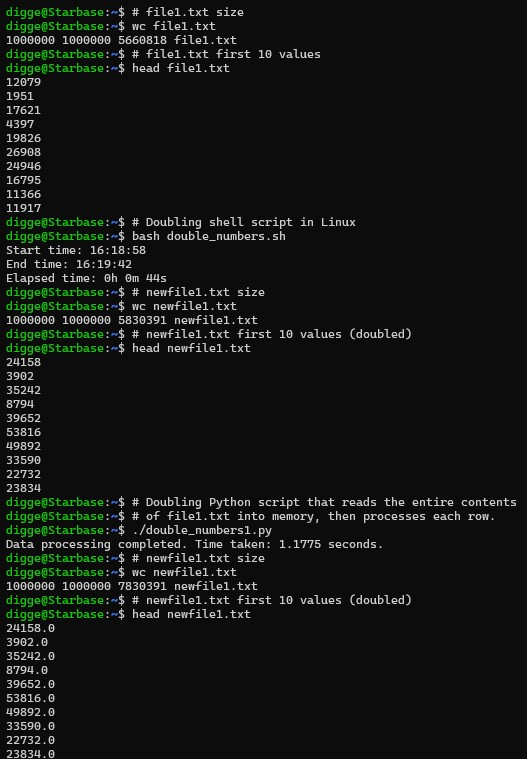 digge@Starbase:~$ # file1.txt size
digge@Starbase:~$ wc file1.txt
1000000 1000000 5660818 file1.txt
digge@Starbase:~$ # file1.txt first 10 values
digge@Starbase:~$ head file1.txt
12079
1951
17621
4397
19826
26908
24946
16795
11366
11917
digge@Starbase:~$ # Doubling shell script in Linux
digge@Starbase:~$ bash double_numbers.sh
Start time: 16:18:58
End time: 16:19:42
Elapsed time: 0h 0m 44s
digge@Starbase:~$ # newfile1.txt size
digge@Starbase:~$ wc newfile1.txt
1000000 1000000 5830391 newfile1.txt
digge@Starbase:~$ # newfile1.txt first 10 values (doubled)
digge@Starbase:~$ head newfile1.txt
24158
3902
35242
8794
39652
53816
49892
33590
22732
23834
digge@Starbase:~$ # Doubling Python script that reads the entire contents
digge@Starbase:~$ # of file1.txt into memory, then processes each row.
digge@Starbase:~$ ./double_numbers1.py
Data processing completed. Time taken: 1.1775 seconds.
digge@Starbase:~$ # newfile1.txt size
digge@Starbase:~$ wc newfile1.txt
1000000 1000000 7830391 newfile1.txt
digge@Starbase:~$ # newfile1.txt first 10 values (doubled)
digge@Starbase:~$ head newfile1.txt
24158.0
3902.0
35242.0
8794.0
39652.0
53816.0
49892.0
33590.0
22732.0
23834.0